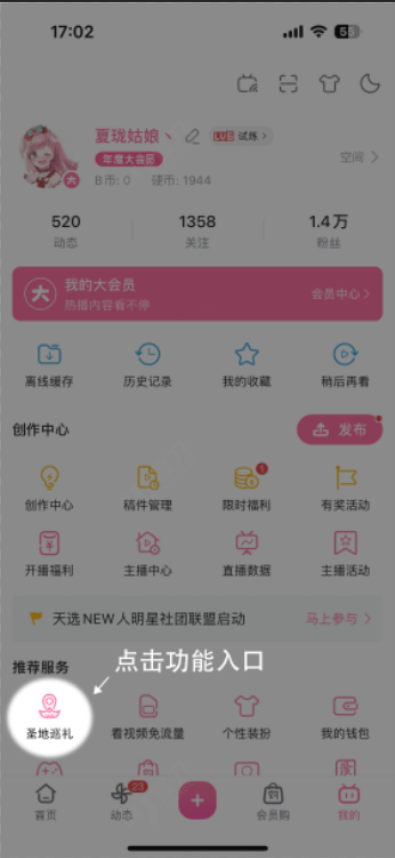 17:02
55
夏珑姑娘丶
LV6 试炼 >
年度大会员
大
B币: 0
硬币: 1944
空间 >
520
1358
1.4万
动态
关注
粉丝
大
我的大会员
热播内容看不停
会员中心 >
离线缓存
历史记录
我的收藏
稍后再看
创作中心
发布
1
创作中心
稿件管理
限时福利
有奖活动
开播福利
主播中心
直播数据
主播活动
天选NEW人明星社团联盟启动
马上参与 >
推荐服务
点击功能入口
圣地巡礼
看视频免流量
个性装扮
我的钱包
23
首页
动态
会员购
我的